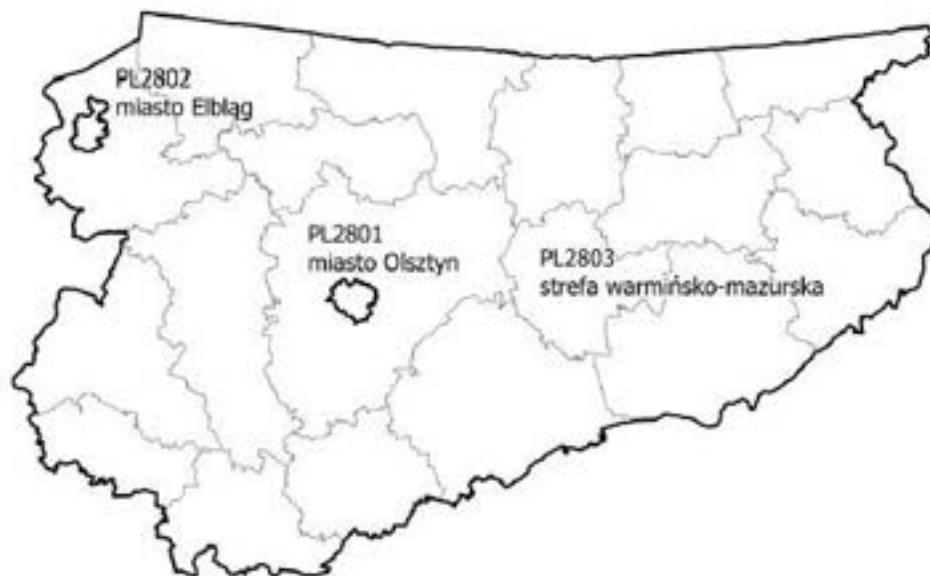 PL2802
miasto Elbląg
PL2801
miasto Olsztyn
PL2803
strefa warmińsko-mazurska